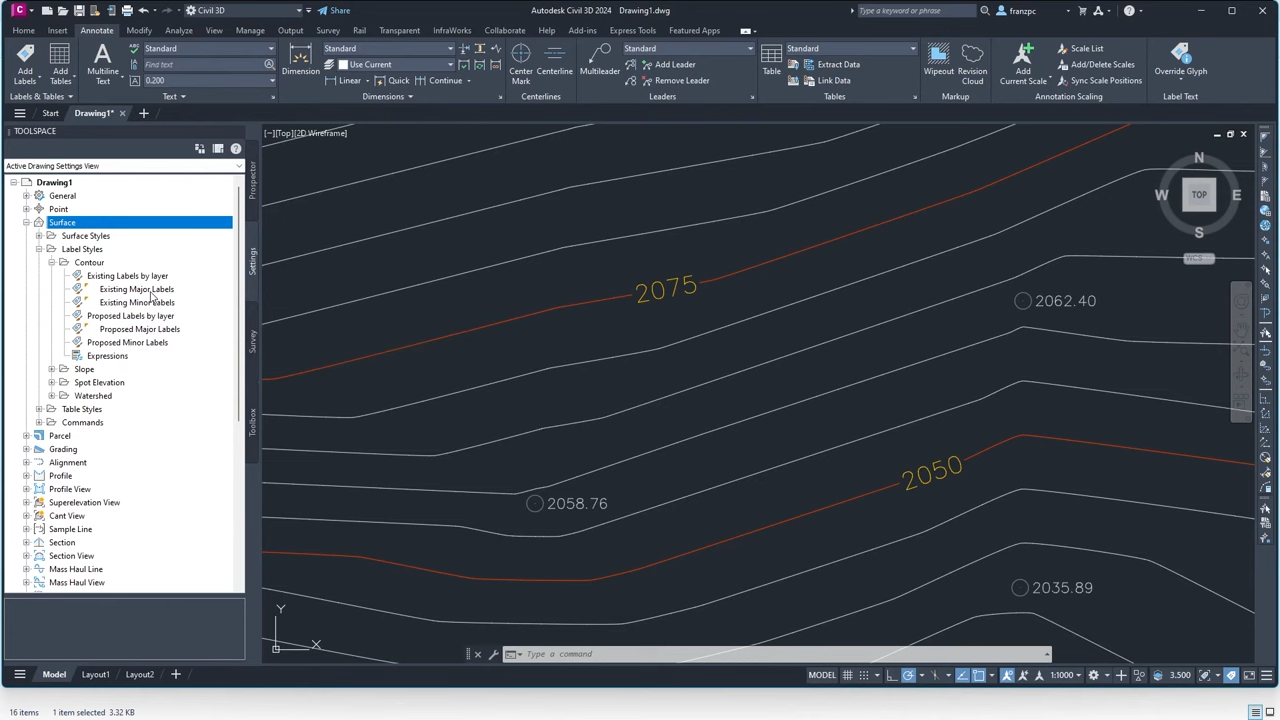 Civil 3D
Share
Autodesk Civil 3D 2024 Drawing1.dwg
Type a keyword or phrase
franzpc
Home
Insert
Annotate
Modify
Analyze
View
Manage
Output
Survey
Rail
Transparent
InfraWorks
Collaborate
Help
Add-ins
Express Tools
Featured Apps
Add Labels
Add Tables
Multiline Text
Standard
Find text
0.200
Dimension
Standard
Use Current
Linear
Quick
Continue
Center Mark
Centerline
Multileader
Standard
Add Leader
Remove Leader
Table
Standard
Extract Data
Link Data
Wipeout
Revision Cloud
Add Current Scale
Scale List
Add/Delete Scales
Sync Scale Positions
Override Glyph
Labels & Tables
Text
Dimensions
Centerlines
Leaders
Tables
Markup
Annotation Scaling
Label Text
Start
Drawing1*
TOOLSPACE
Active Drawing Settings View
Drawing1
General
Point
Surface
Surface Styles
Label Styles
Contour
Existing Labels by layer
Existing Major Labels
Existing Minor Labels
Proposed Labels by layer
Proposed Major Labels
Proposed Minor Labels
Expressions
Slope
Spot Elevation
Watershed
Table Styles
Commands
Parcel
Grading
Alignment
Profile
Profile View
Superelevation View
Cant View
Sample Line
Section
Section View
Mass Haul Line
Mass Haul View
Prospector
Settings
Survey
Toolbox
[−][Top][2D Wireframe]
N
W
TOP
E
S
WCS
2075
2062.40
2050
2058.76
2035.89
Y
X
Type a command
Model
Layout1
Layout2
MODEL
1:1000
3.500
16 items
1 item selected 3.32 KB